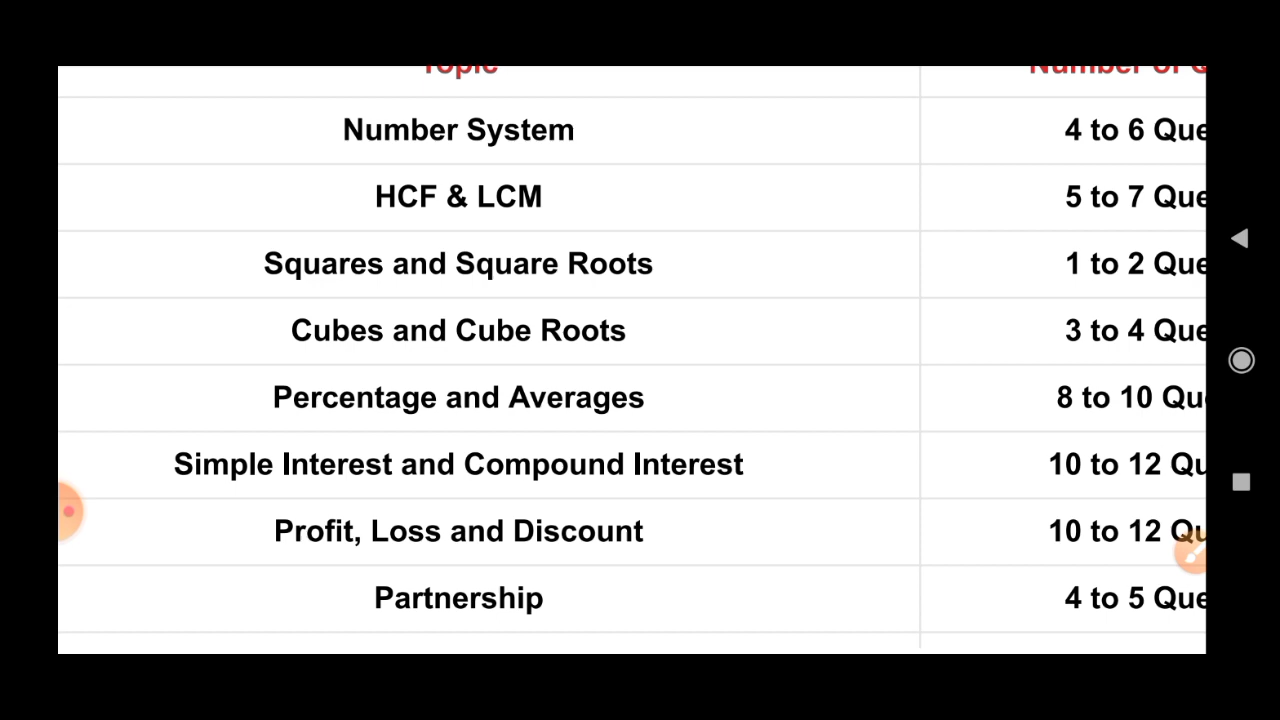 Topic Number of
Number System 4 to 6 Que
HCF & LCM 5 to 7 Que
Squares and Square Roots 1 to 2 Que
Cubes and Cube Roots 3 to 4 Que
Percentage and Averages 8 to 10 Qu
Simple Interest and Compound Interest 10 to 12 Qu
Profit, Loss and Discount 10 to 12 Qu
Partnership 4 to 5 Que